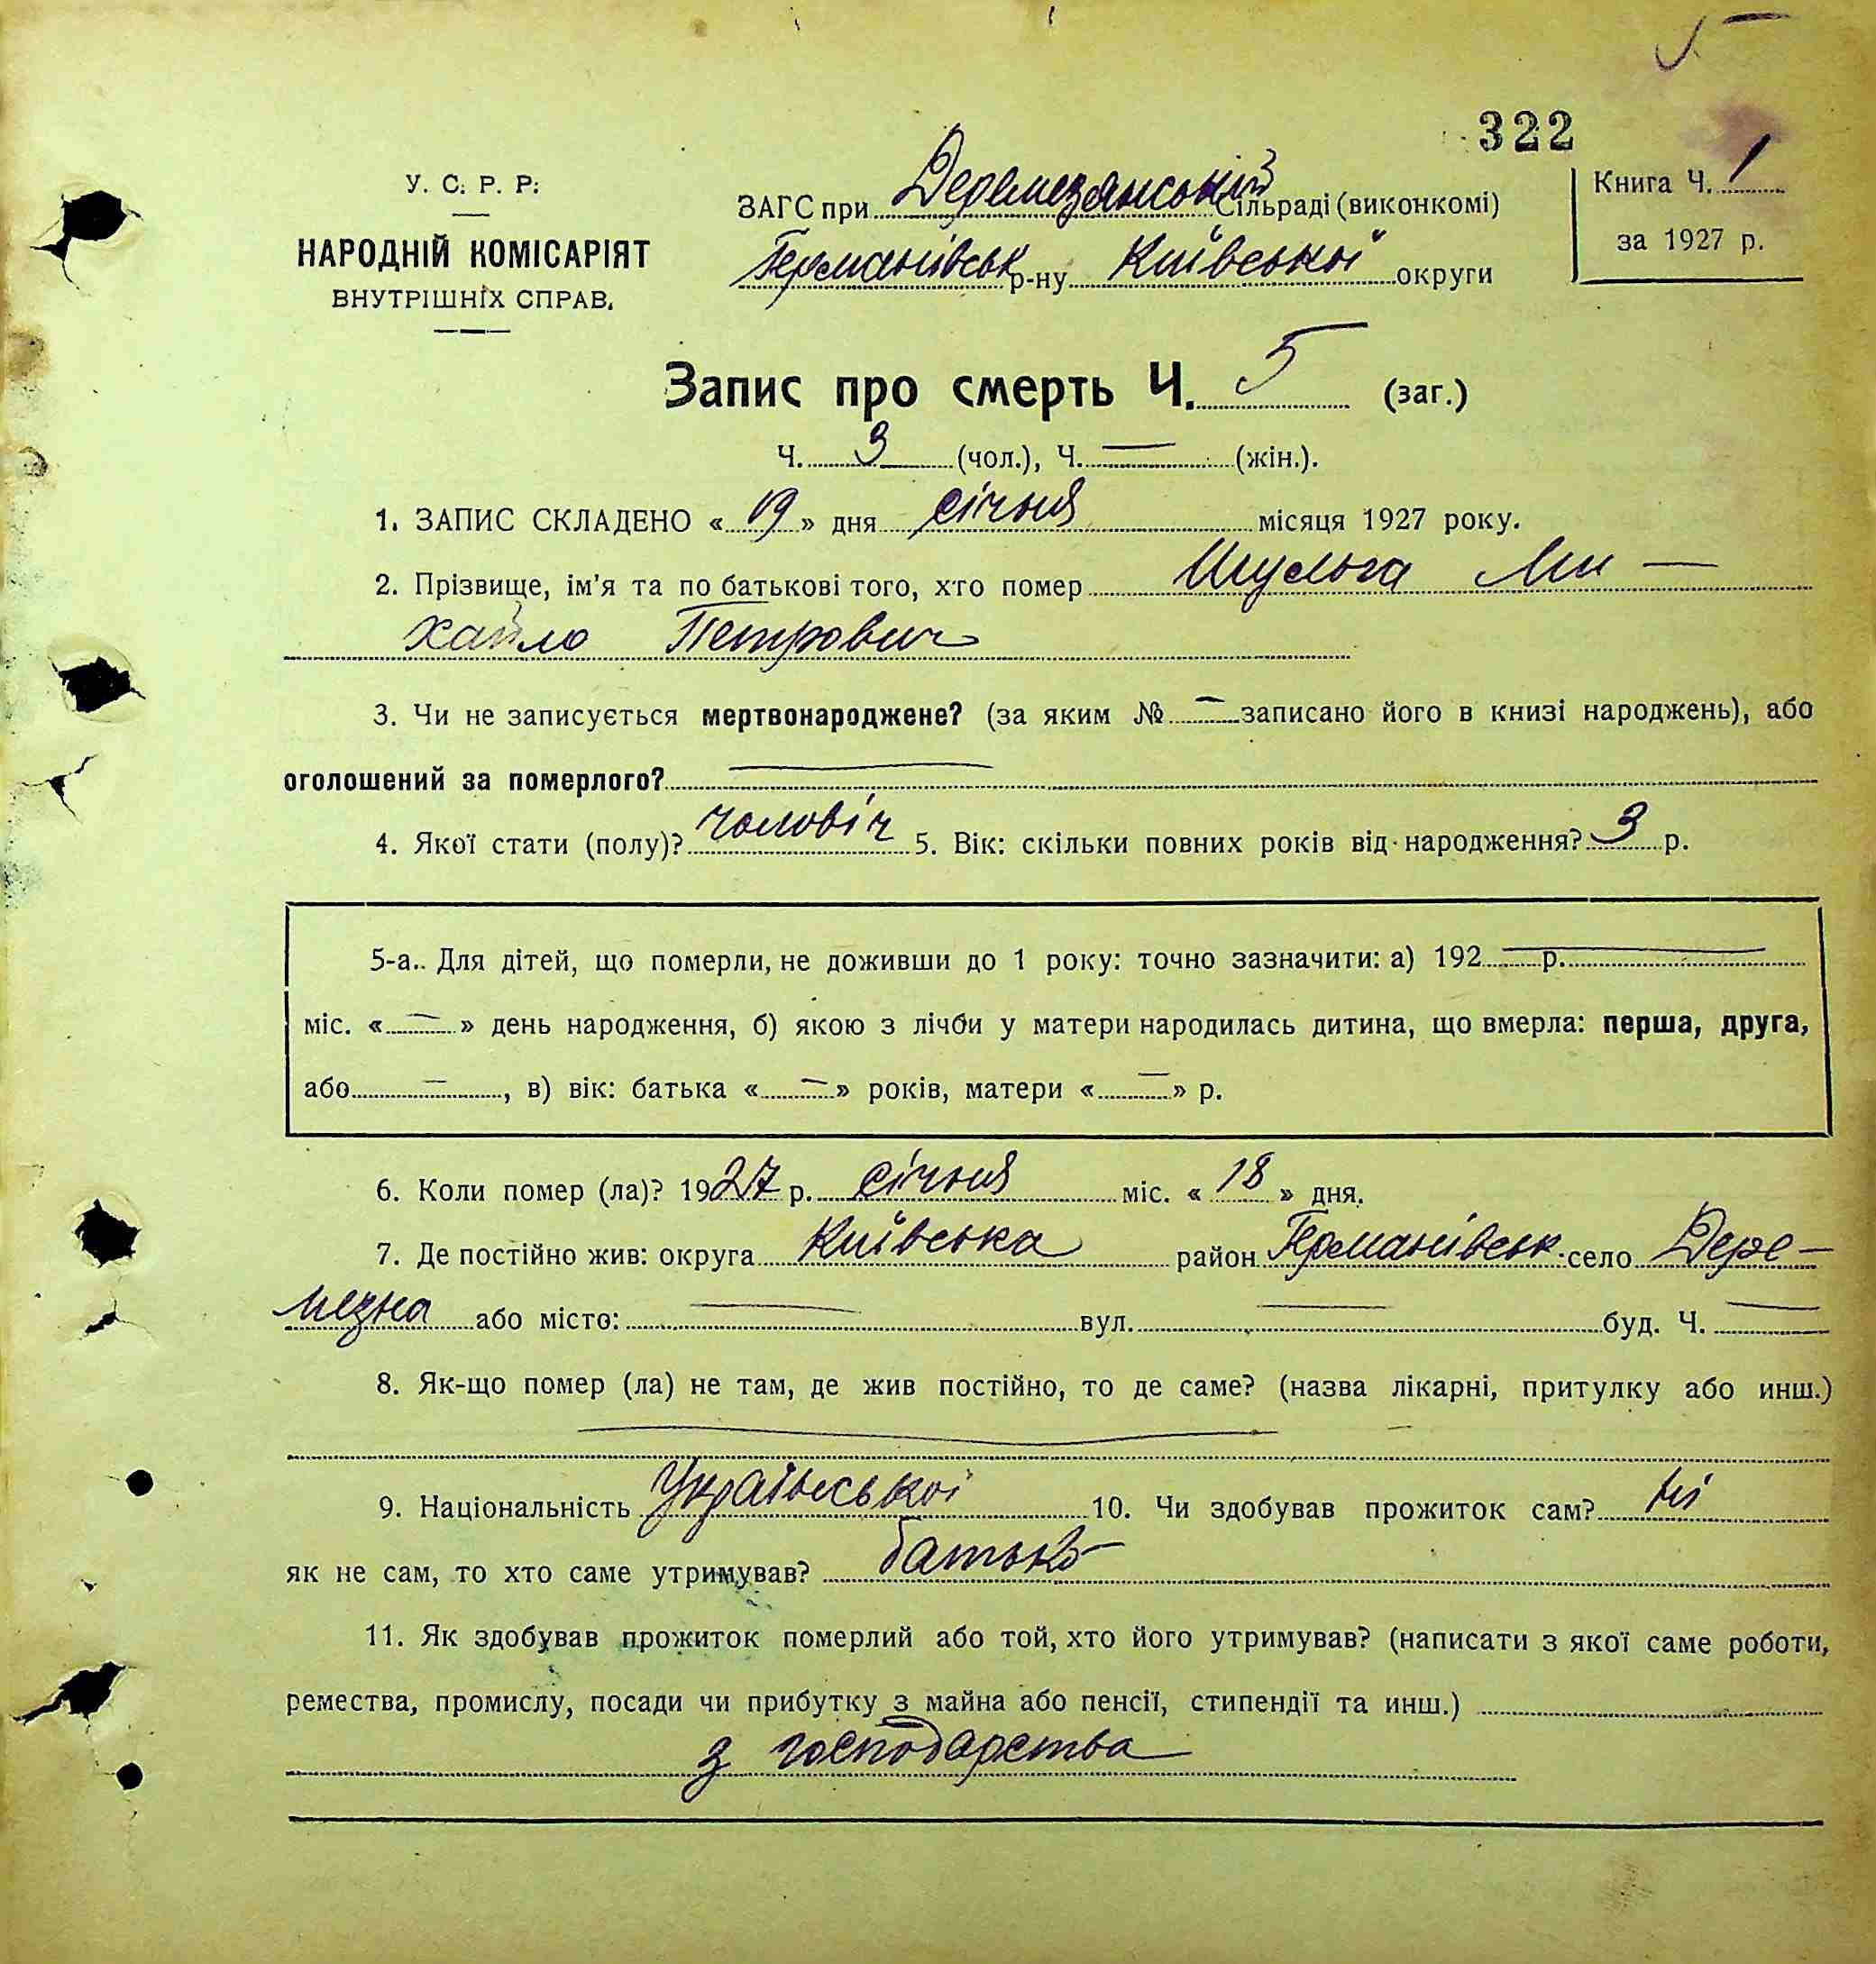 5
322
У. С. Р. Р.
НАРОДНІЙ КОМІСАРІЯТ
ВНУТРІШНІХ СПРАВ.
ЗАГС при Деремезянській Сільраді (виконкомі)
Германівськ р-ну Київської округи
Книга Ч. 1
за 1927 р.
Запис про смерть Ч. 5 (заг.)
Ч. 3 (чол.), Ч. — (жін.).
1. ЗАПИС СКЛАДЕНО « 19 » дня січня місяця 1927 року.
2. Прізвище, ім'я та по батькові того, хто помер Шульга Ми —
хайло Петрович
3. Чи не записується мертвонароджене? (за яким № — записано його в книзі народжень), або
оголошений за померлого? —
4. Якої стати (полу)? чоловіч 5. Вік: скільки повних років від народження? 3 р.
5-а.. Для дітей, що померли, не доживши до 1 року: точно зазначити: а) 192 — р. —
міс. « — » день народження, б) якою з лічби у матери народилась дитина, що вмерла: перша, друга,
або — , в) вік: батька « — » років, матери « — » р.
6. Коли помер (ла)? 1927 р. січня міс. « 18 » дня.
7. Де постійно жив: округа Київська район Германівськ. село Дере —
мезна або місто: — вул. — буд. Ч. —
8. Як-що помер (ла) не там, де жив постійно, то де саме? (назва лікарні, притулку або инш.)
—
9. Національність Української 10. Чи здобував прожиток сам? ні
як не сам, то хто саме утримував? батько
11. Як здобував прожиток померлий або той, хто його утримував? (написати з якої саме роботи,
ремества, промислу, посади чи прибутку з майна або пенсії, стипендії та инш.)
з господарства